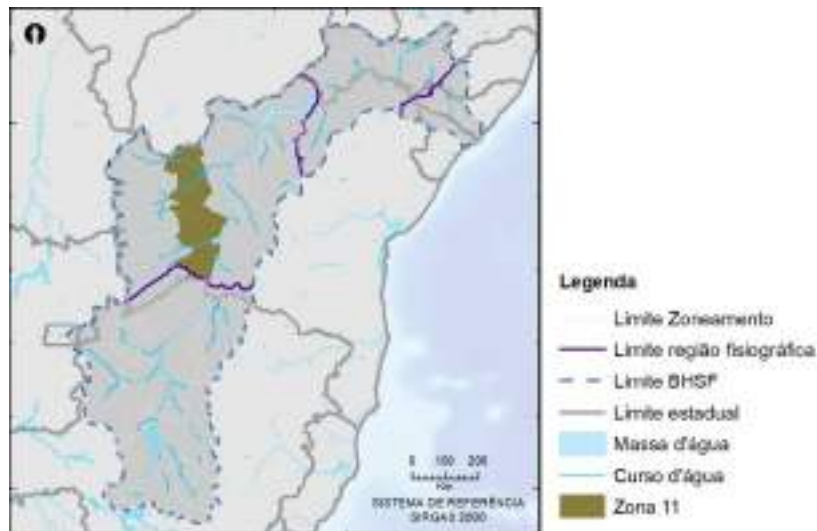 0 100 200
Km
SISTEMA DE REFERÊNCIA
SIRGAS 2000
Legenda
Limite Zoneamento
Limite região fisiográfica
Limite BHSF
Limite estadual
Massa d'água
Curso d'água
Zona 11